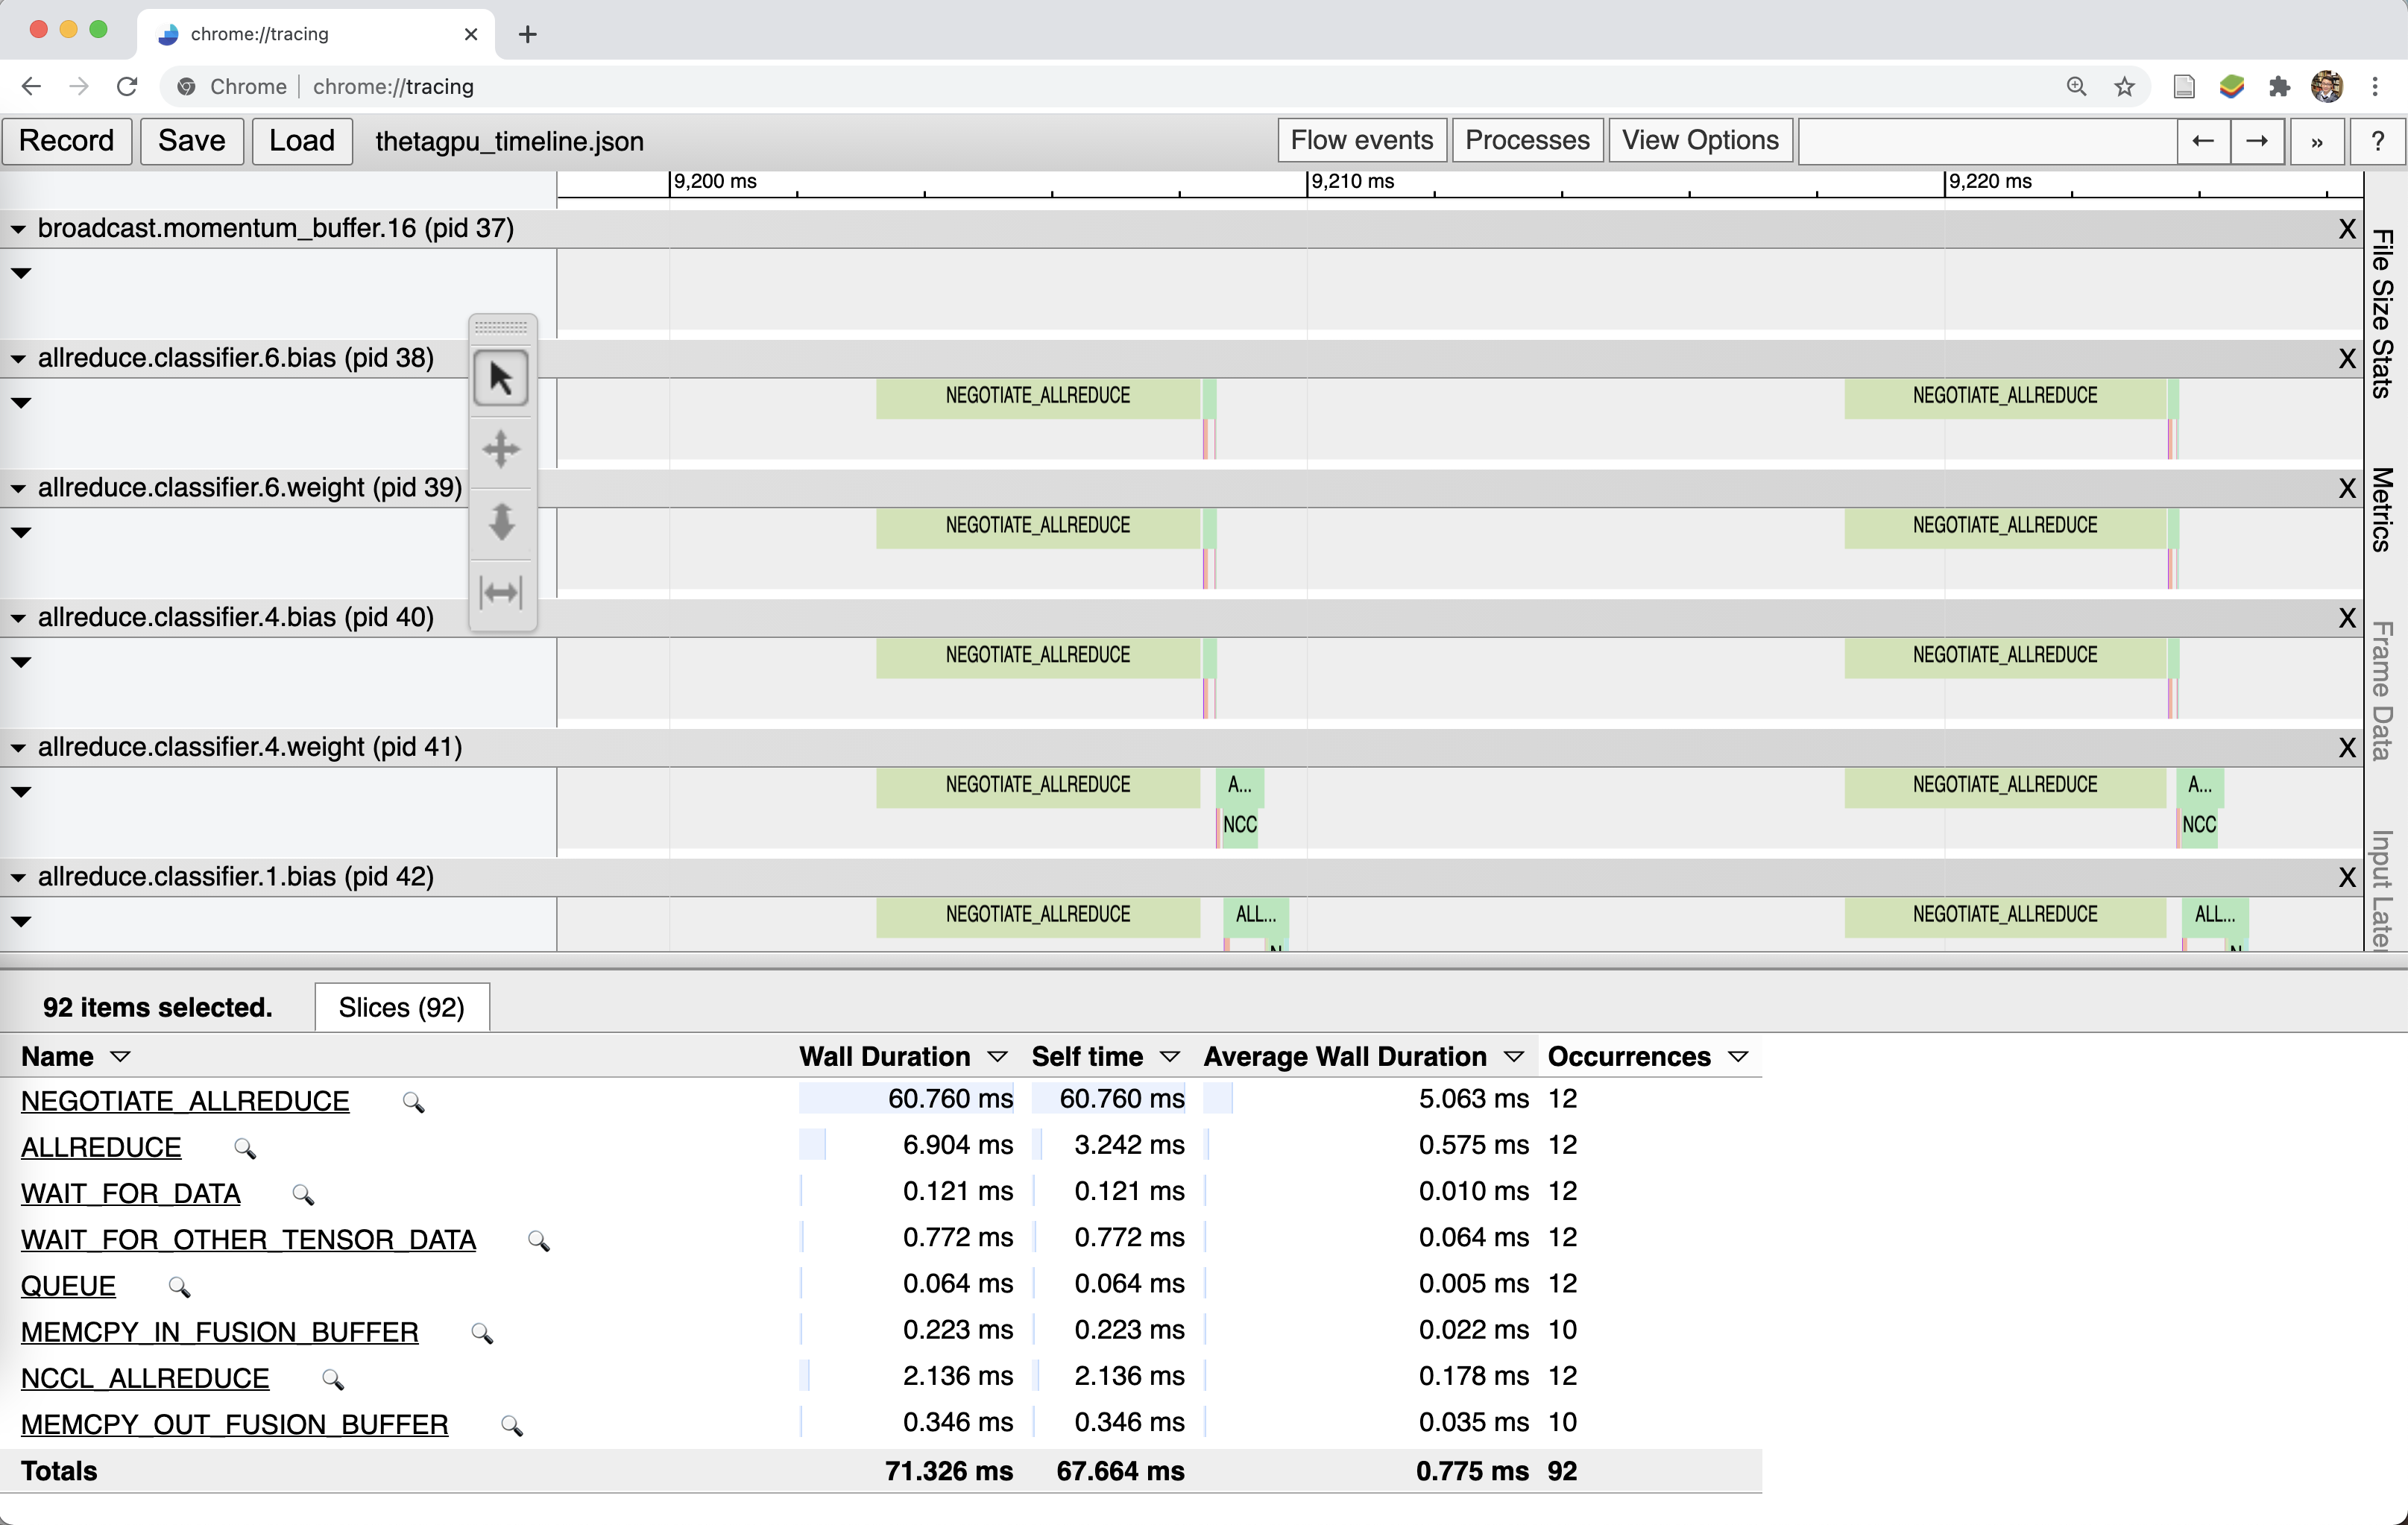 chrome://tracing
Chrome | chrome://tracing
Record Save Load thetagpu_timeline.json Flow events Processes View Options ← → » ?
9,200 ms 9,210 ms 9,220 ms
broadcast.momentum_buffer.16 (pid 37) X
allreduce.classifier.6.bias (pid 38) X
NEGOTIATE_ALLREDUCE NEGOTIATE_ALLREDUCE
allreduce.classifier.6.weight (pid 39) X
NEGOTIATE_ALLREDUCE NEGOTIATE_ALLREDUCE
allreduce.classifier.4.bias (pid 40) X
NEGOTIATE_ALLREDUCE NEGOTIATE_ALLREDUCE
allreduce.classifier.4.weight (pid 41) X
NEGOTIATE_ALLREDUCE A... NEGOTIATE_ALLREDUCE A...
NCC NCC
allreduce.classifier.1.bias (pid 42) X
NEGOTIATE_ALLREDUCE ALL... NEGOTIATE_ALLREDUCE ALL...
File Size Stats
Metrics
Frame Data
Input Late
92 items selected. Slices (92)
Name Wall Duration Self time Average Wall Duration Occurrences
NEGOTIATE_ALLREDUCE 60.760 ms 60.760 ms 5.063 ms 12
ALLREDUCE 6.904 ms 3.242 ms 0.575 ms 12
WAIT_FOR_DATA 0.121 ms 0.121 ms 0.010 ms 12
WAIT_FOR_OTHER_TENSOR_DATA 0.772 ms 0.772 ms 0.064 ms 12
QUEUE 0.064 ms 0.064 ms 0.005 ms 12
MEMCPY_IN_FUSION_BUFFER 0.223 ms 0.223 ms 0.022 ms 10
NCCL_ALLREDUCE 2.136 ms 2.136 ms 0.178 ms 12
MEMCPY_OUT_FUSION_BUFFER 0.346 ms 0.346 ms 0.035 ms 10
Totals 71.326 ms 67.664 ms 0.775 ms 92